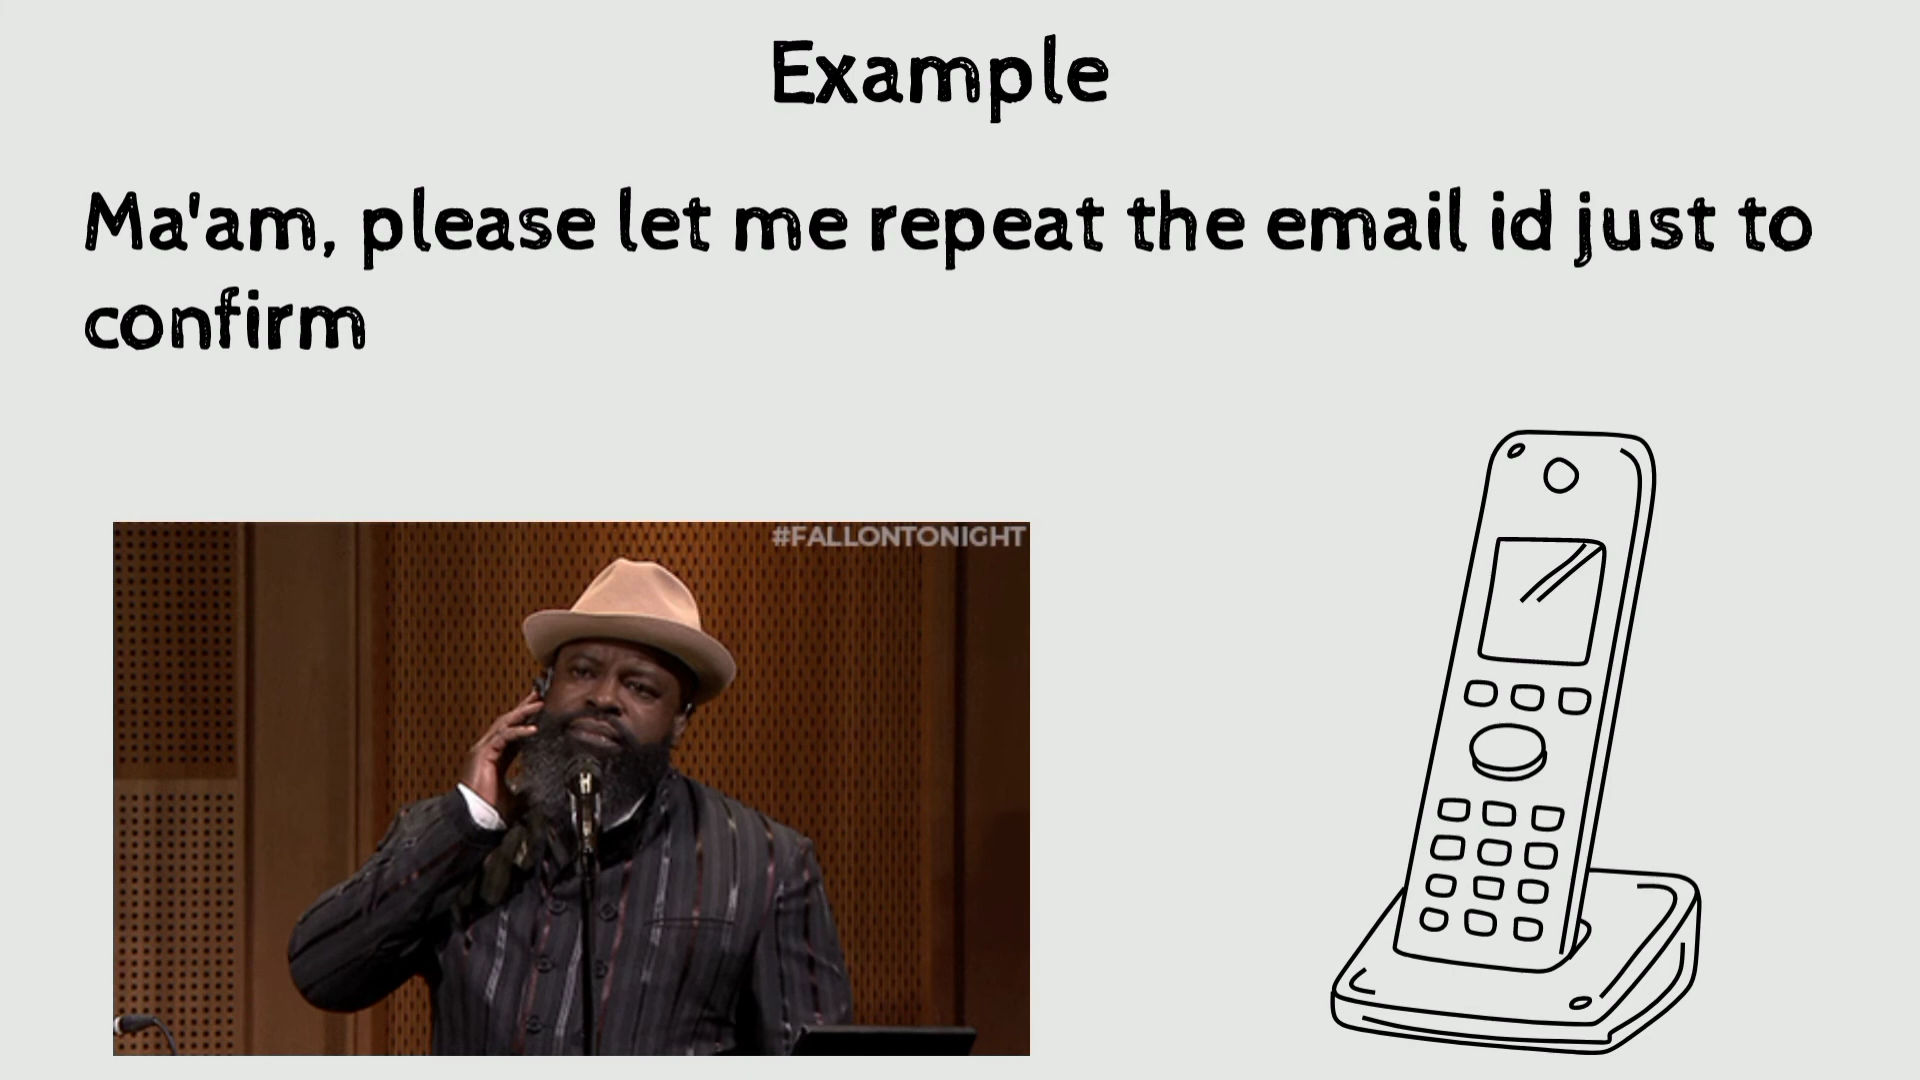 Example
Ma'am, please let me repeat the email id just to
confirm
#FALLONTONIGHT